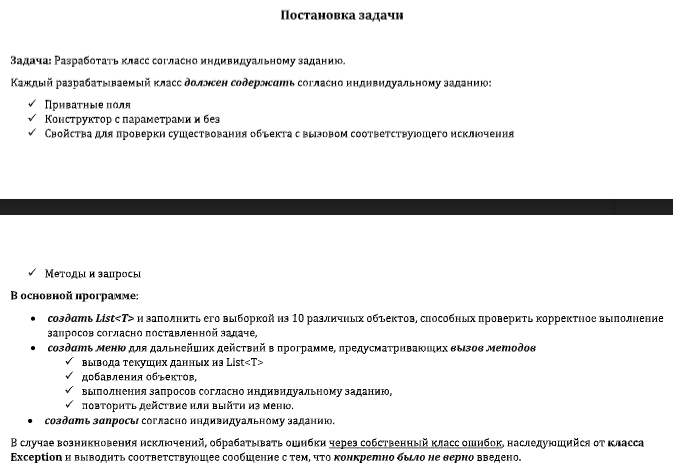 Постановка задачи
Задача: Разработать класс согласно индивидуальному заданию.
Каждый разрабатываемый класс должен содержать согласно индивидуальному заданию:
✓ Приватные поля
✓ Конструктор с параметрами и без
✓ Свойства для проверки существования объекта с вызовом соответствующего исключения
✓ Методы и запросы
В основной программе:
• создать List<T> и заполнить его выборкой из 10 различных объектов, способных проверить корректное выполнение
запросов согласно поставленной задаче,
• создать меню для дальнейших действий в программе, предусматривающих вызов методов
✓ вывода текущих данных из List<T>
✓ добавления объектов,
✓ выполнения запросов согласно индивидуальному заданию,
✓ повторить действие или выйти из меню.
• создать запросы согласно индивидуальному заданию.
В случае возникновения исключений, обрабатывать ошибки через собственный класс ошибок, наследующийся от класса
Exception и выводить соответствующее сообщение с тем, что конкретно было не верно введено.